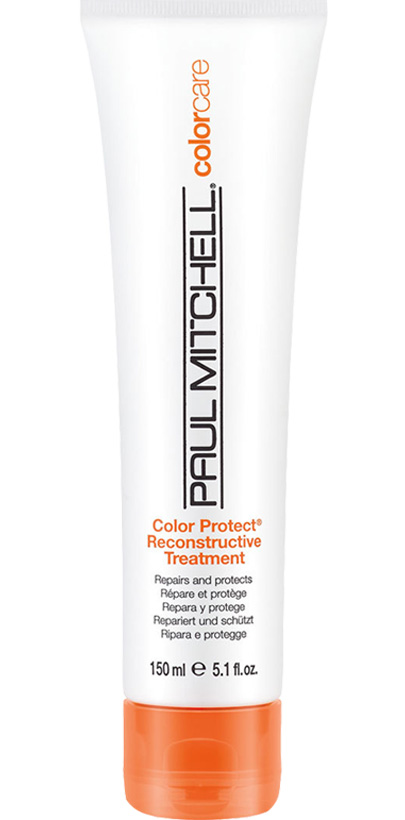 colorcare
PAUL MITCHELL®
Color Protect®
Reconstructive
Treatment
Repairs and protects
Répare et protège
Repara y protege
Repariert und schützt
Ripara e protegge
150 ml ℮ 5.1 fl.oz.